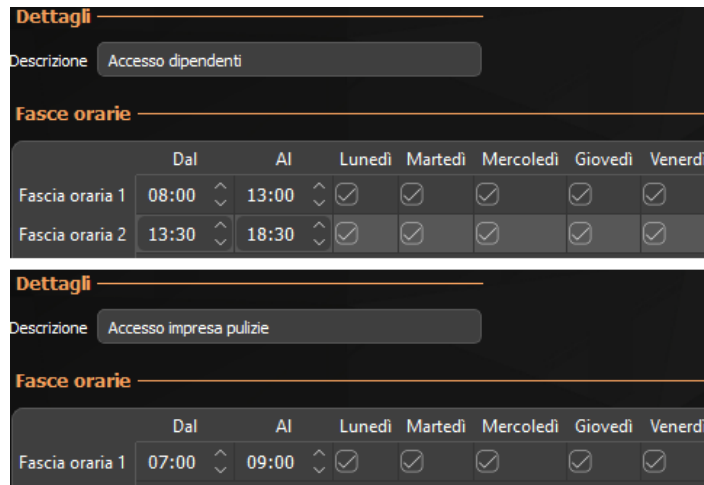 Dettagli
Descrizione Accesso dipendenti
Fasce orarie
Dal Al Lunedì Martedì Mercoledì Giovedì Venerdì
Fascia oraria 1 08:00 13:00
Fascia oraria 2 13:30 18:30
Dettagli
Descrizione Accesso impresa pulizie
Fasce orarie
Dal Al Lunedì Martedì Mercoledì Giovedì Venerdì
Fascia oraria 1 07:00 09:00